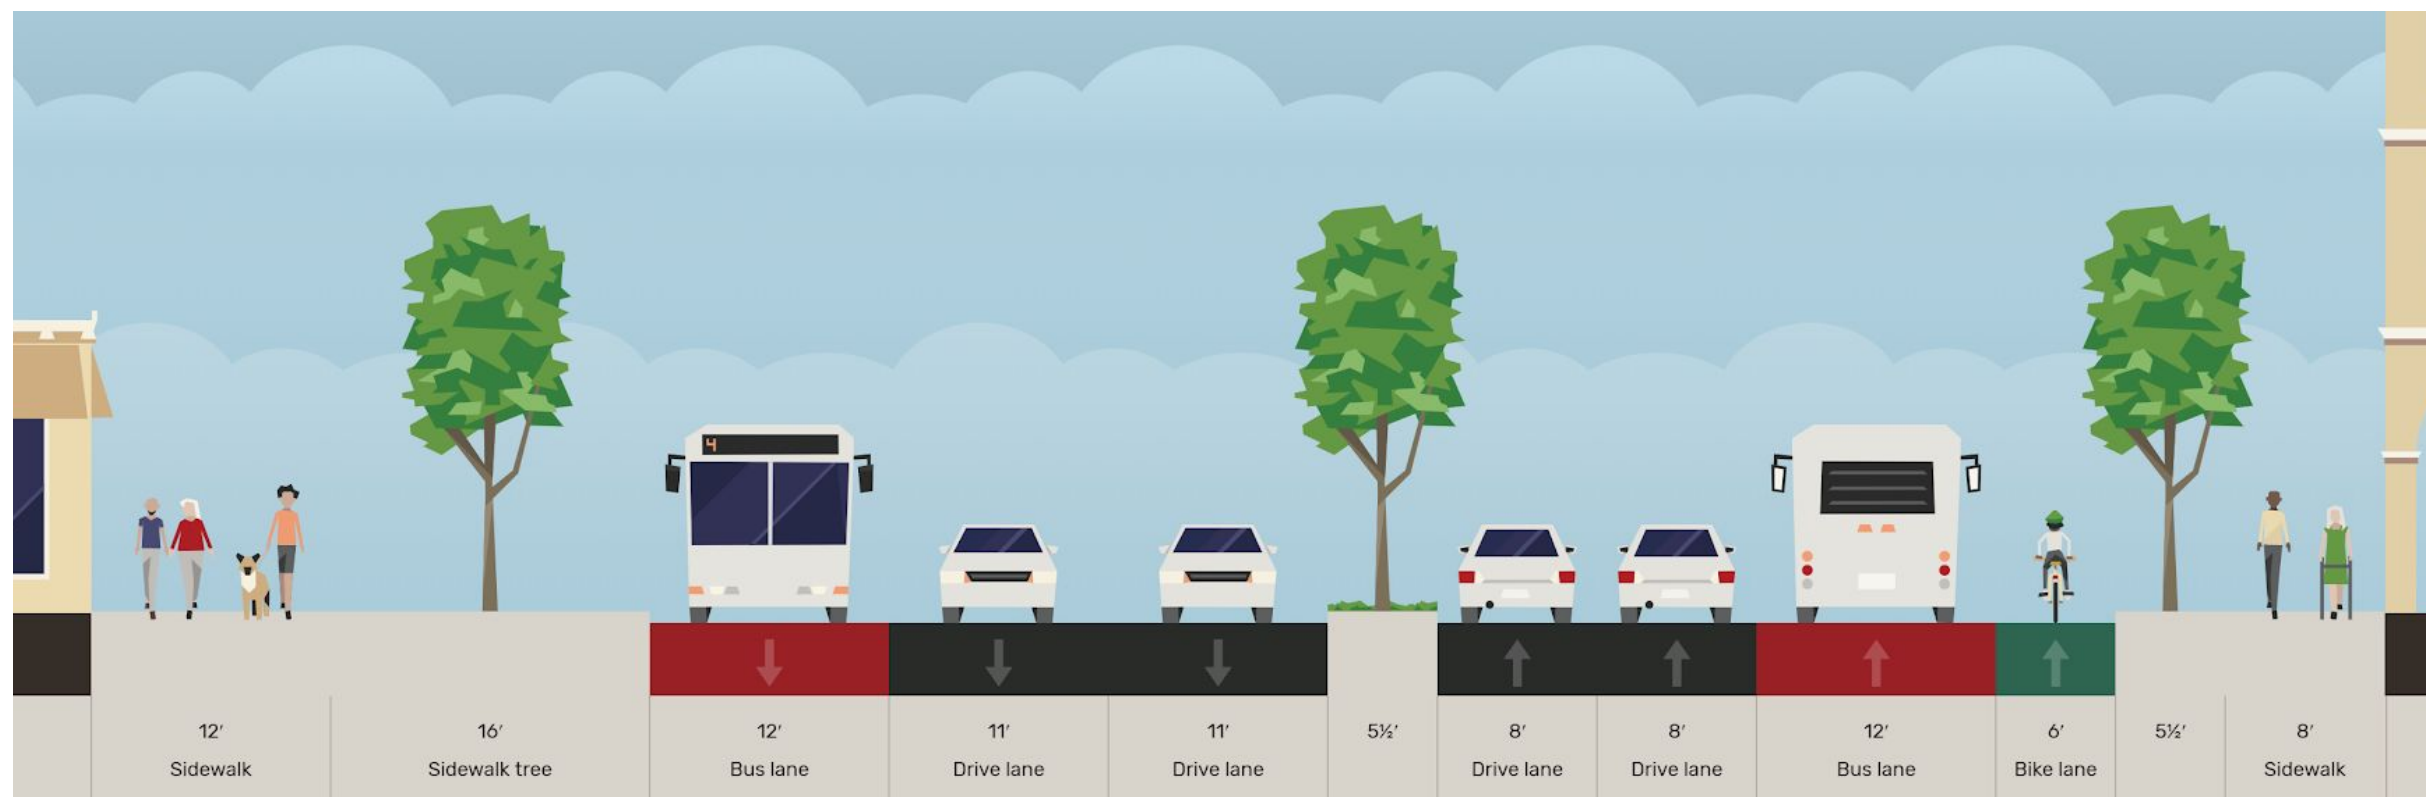 4
12′
Sidewalk
16′
Sidewalk tree
12′
Bus lane
11′
Drive lane
11′
Drive lane
5½′
8′
Drive lane
8′
Drive lane
12′
Bus lane
6′
Bike lane
5½′
8′
Sidewalk